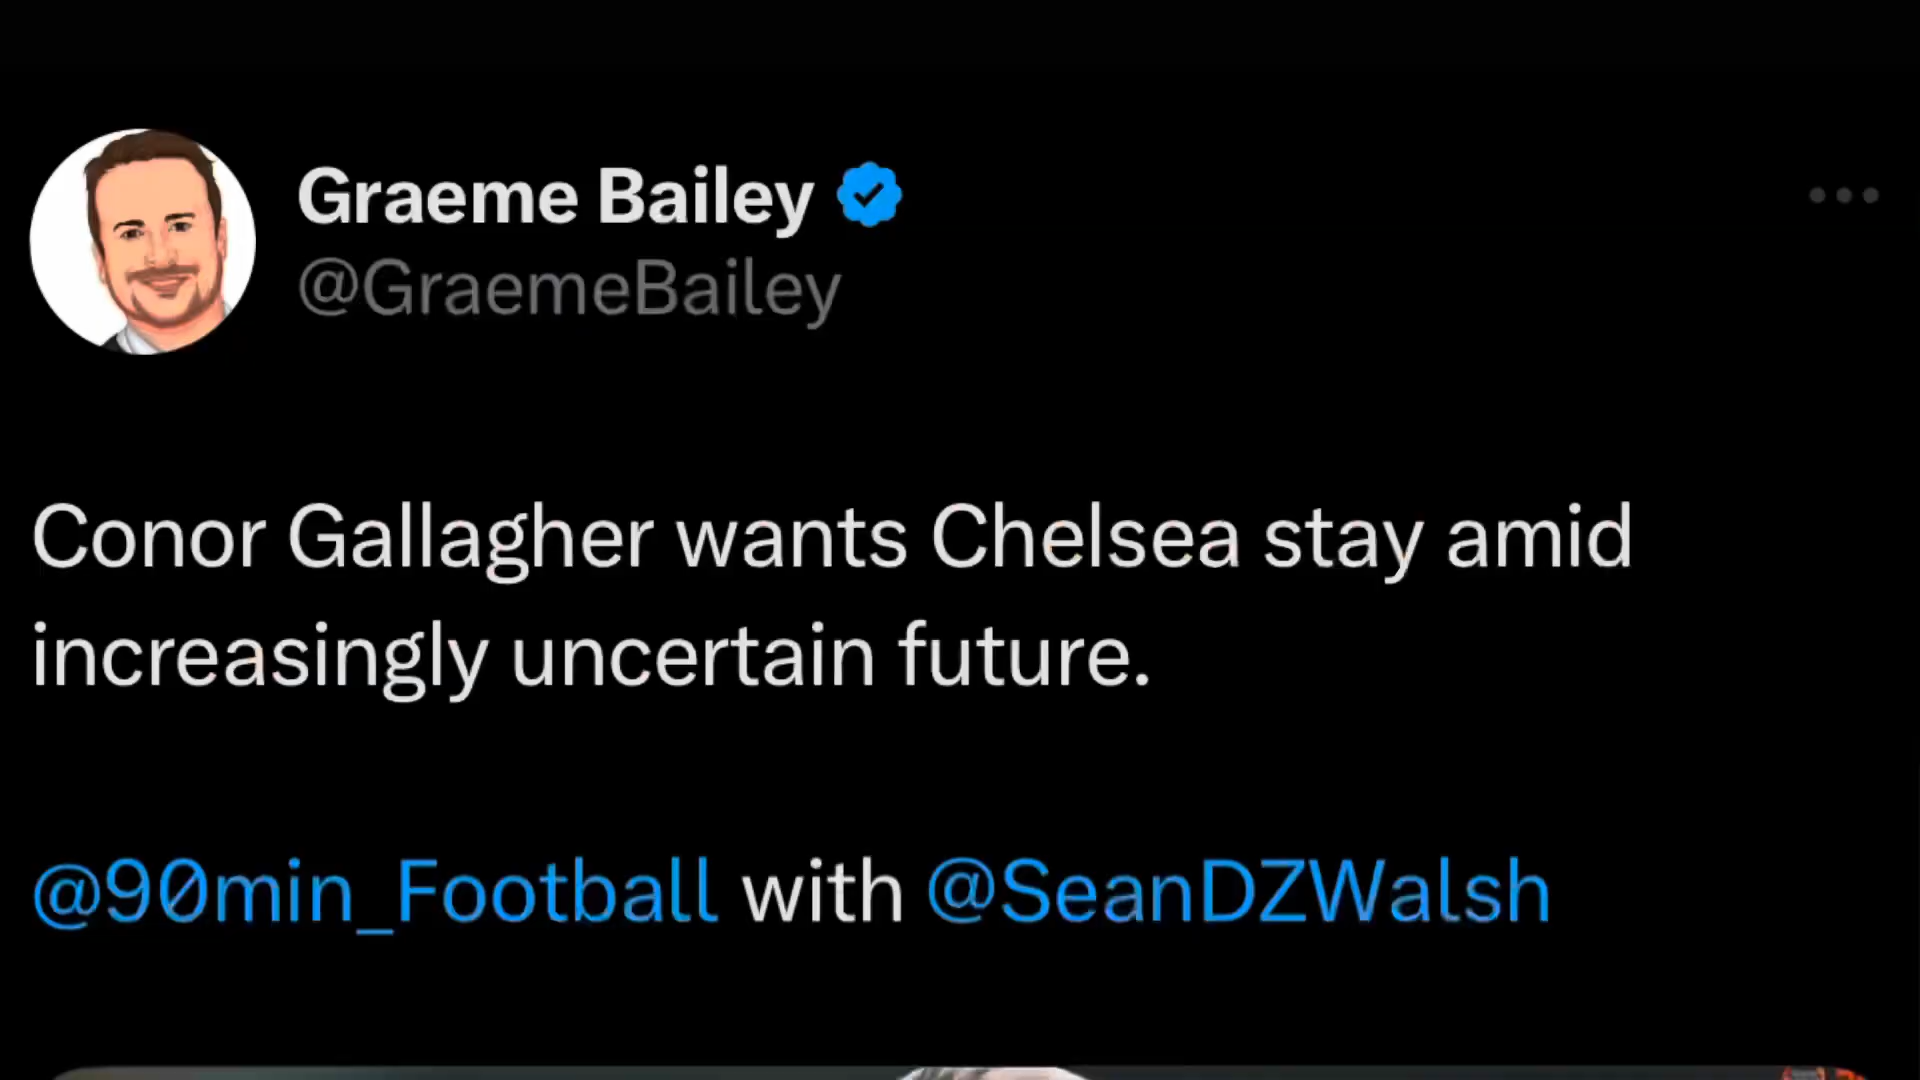 Graeme Bailey
@GraemeBailey
Conor Gallagher wants Chelsea stay amid
increasingly uncertain future.
@90min_Football with @SeanDZWalsh